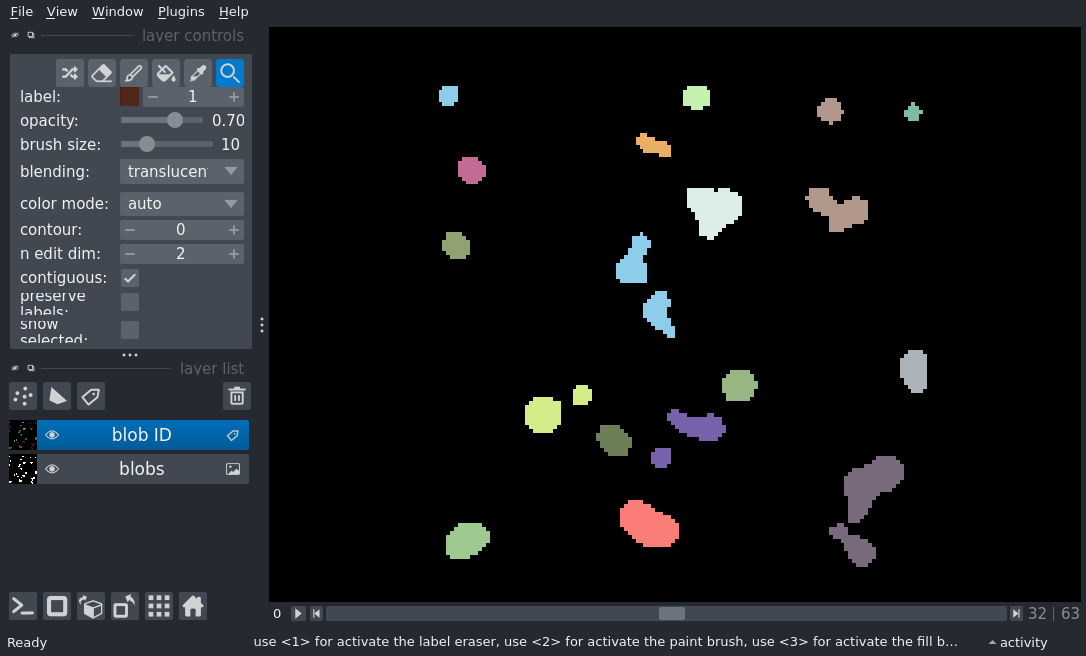 File View Window Plugins Help
layer controls
label: 1
opacity: 0.70
brush size: 10
blending: translucen
color mode: auto
contour: 0
n edit dim: 2
contiguous:
preserve
labels:
show
selected:
layer list
blob ID
blobs
0 32 63
Ready use <1> for activate the label eraser, use <2> for activate the paint brush, use <3> for activate the fill b... activity